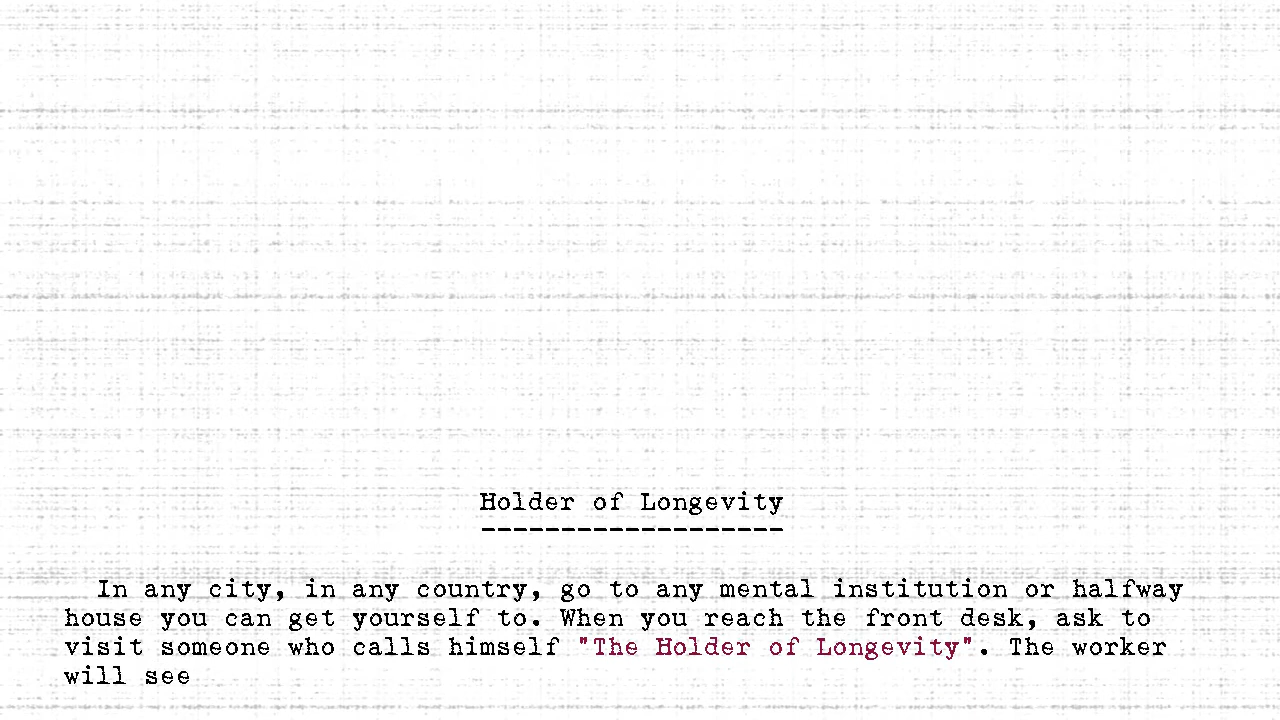 Holder of Longevity
-------------------
In any city, in any country, go to any mental institution or halfway
house you can get yourself to. When you reach the front desk, ask to
visit someone who calls himself "The Holder of Longevity". The worker
will see